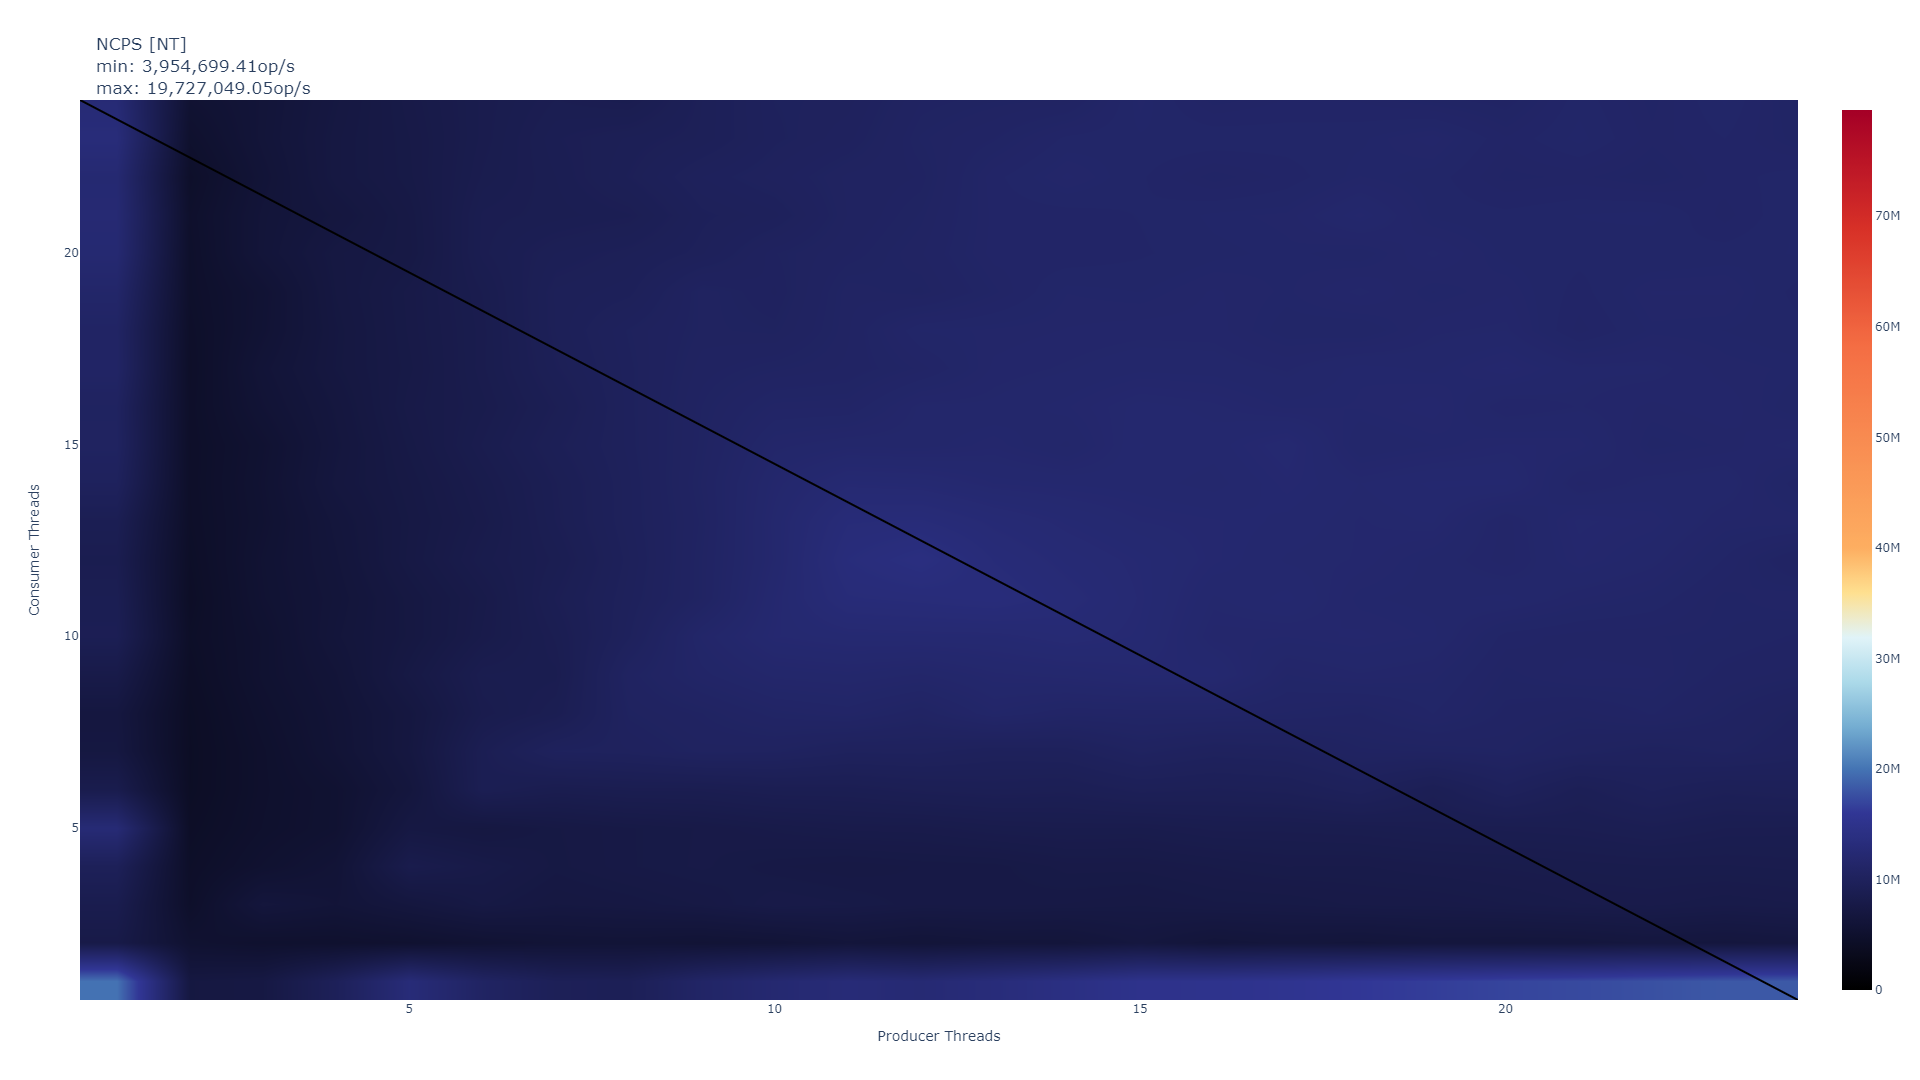 NCPS [NT]
min: 3,954,699.41op/s
max: 19,727,049.05op/s
Consumer Threads
20
15
10
5
5
10
15
20
Producer Threads
70M
60M
50M
40M
30M
20M
10M
0